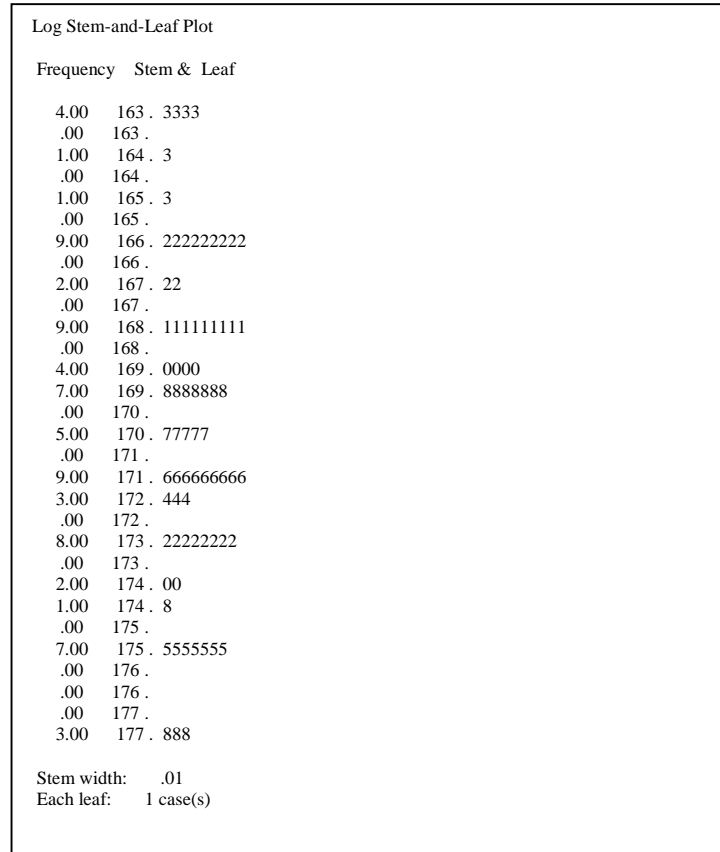 Log Stem-and-Leaf Plot
Frequency Stem & Leaf
4.00 163 . 3333
.00 163 .
1.00 164 . 3
.00 164 .
1.00 165 . 3
.00 165 .
9.00 166 . 222222222
.00 166 .
2.00 167 . 22
.00 167 .
9.00 168 . 111111111
.00 168 .
4.00 169 . 0000
7.00 169 . 8888888
.00 170 .
5.00 170 . 77777
.00 171 .
9.00 171 . 666666666
3.00 172 . 444
.00 172 .
8.00 173 . 22222222
.00 173 .
2.00 174 . 00
1.00 174 . 8
.00 175 .
7.00 175 . 5555555
.00 176 .
.00 176 .
.00 177 .
3.00 177 . 888
Stem width: .01
Each leaf: 1 case(s)